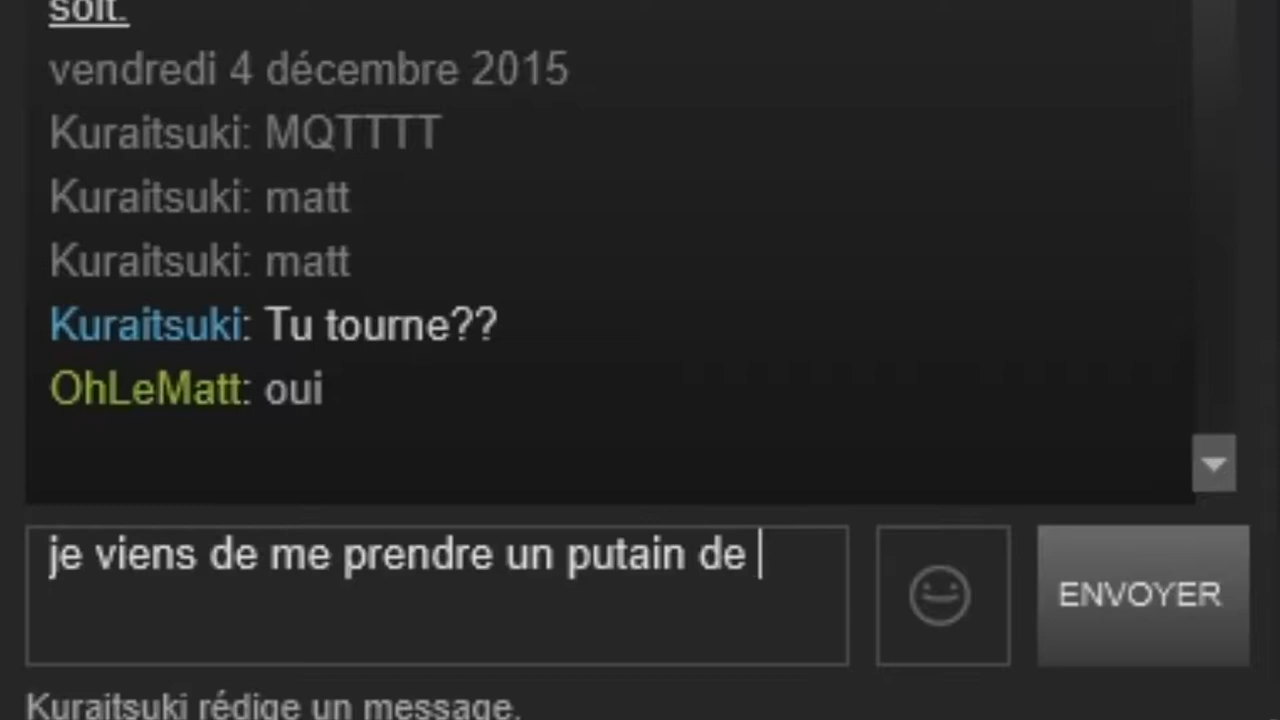 soit.
vendredi 4 décembre 2015
Kuraitsuki: MQTTTT
Kuraitsuki: matt
Kuraitsuki: matt
Kuraitsuki: Tu tourne??
OhLeMatt: oui
je viens de me prendre un putain de
ENVOYER
Kuraitsuki rédige un message.